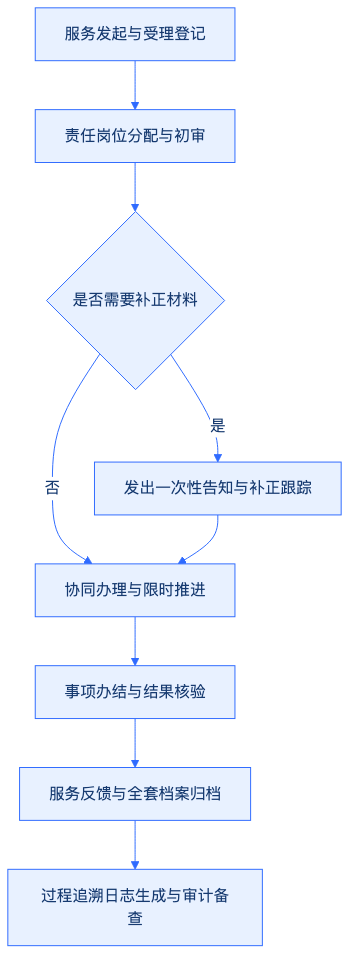 服务发起与受理登记
责任岗位分配与初审
是否需要补正材料
是
发出一次性告知与补正跟踪
否
协同办理与限时推进
事项办结与结果核验
服务反馈与全套档案归档
过程追溯日志生成与审计备
查